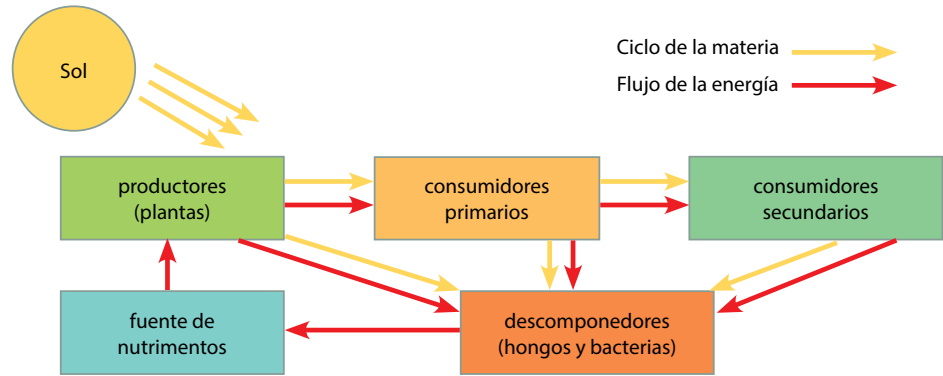 Sol
Ciclo de la materia
Flujo de la energía
productores
(plantas)
consumidores
primarios
consumidores
secundarios
fuente de
nutrimentos
descomponedores
(hongos y bacterias)